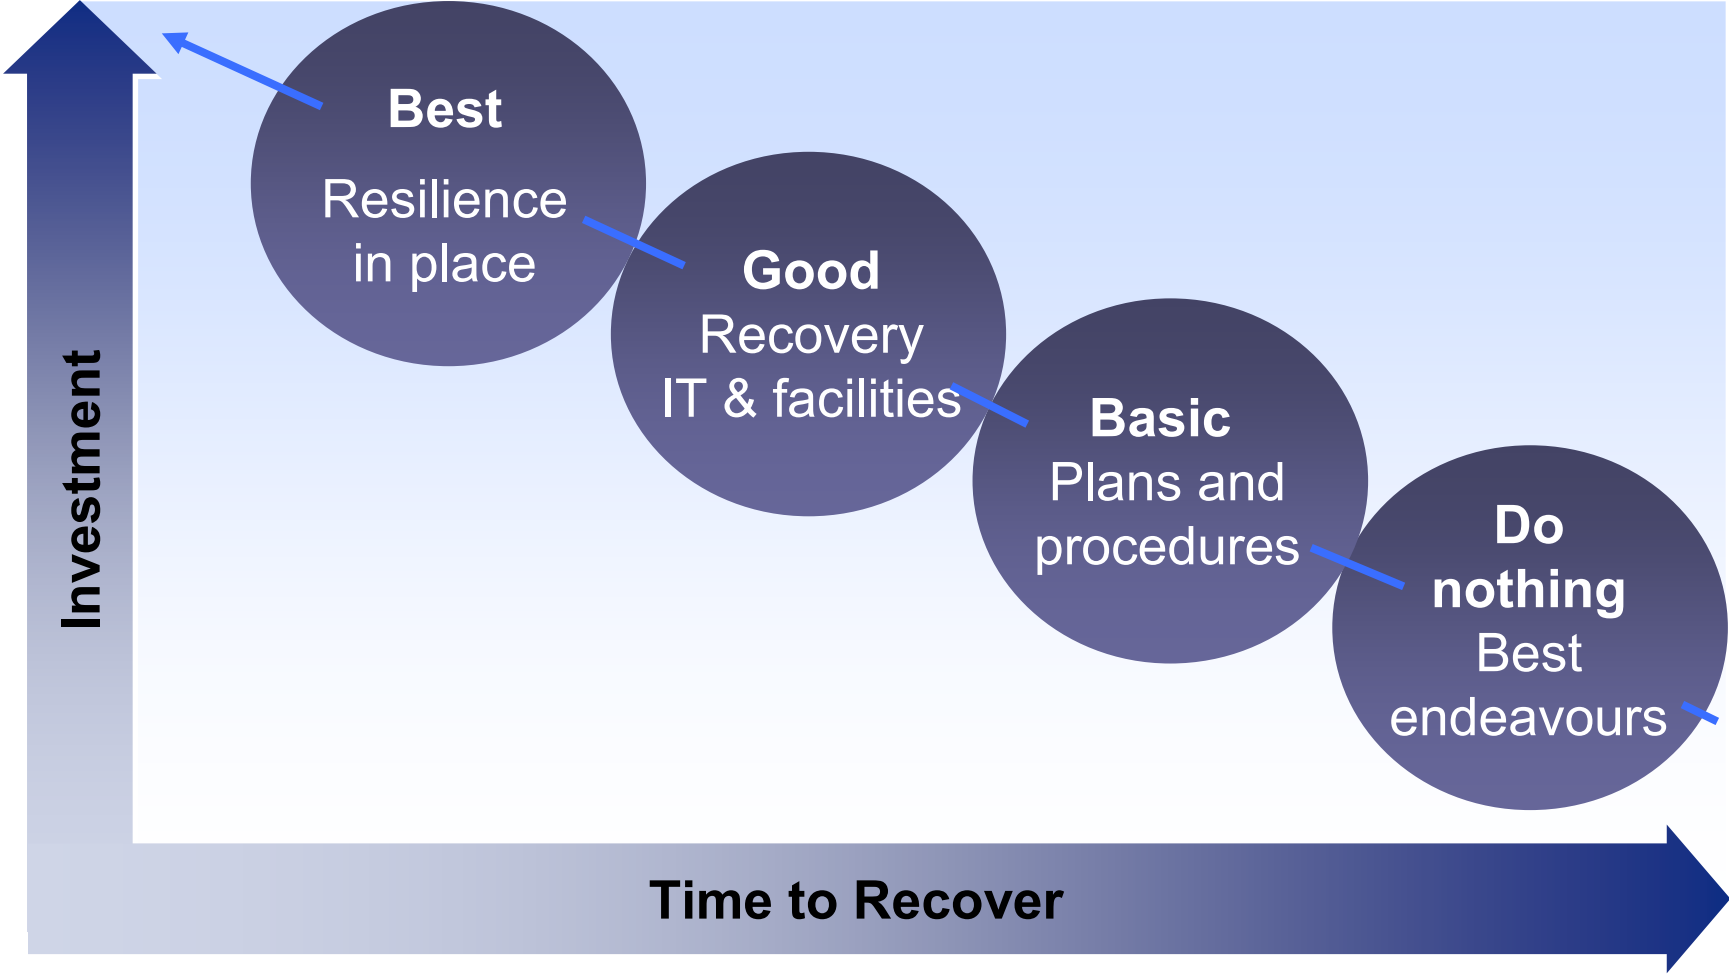 Best
Resilience
in place
Good
Recovery
IT & facilities
Basic
Plans and
procedures
Do
nothing
Best
endeavours
Investment
Time to Recover